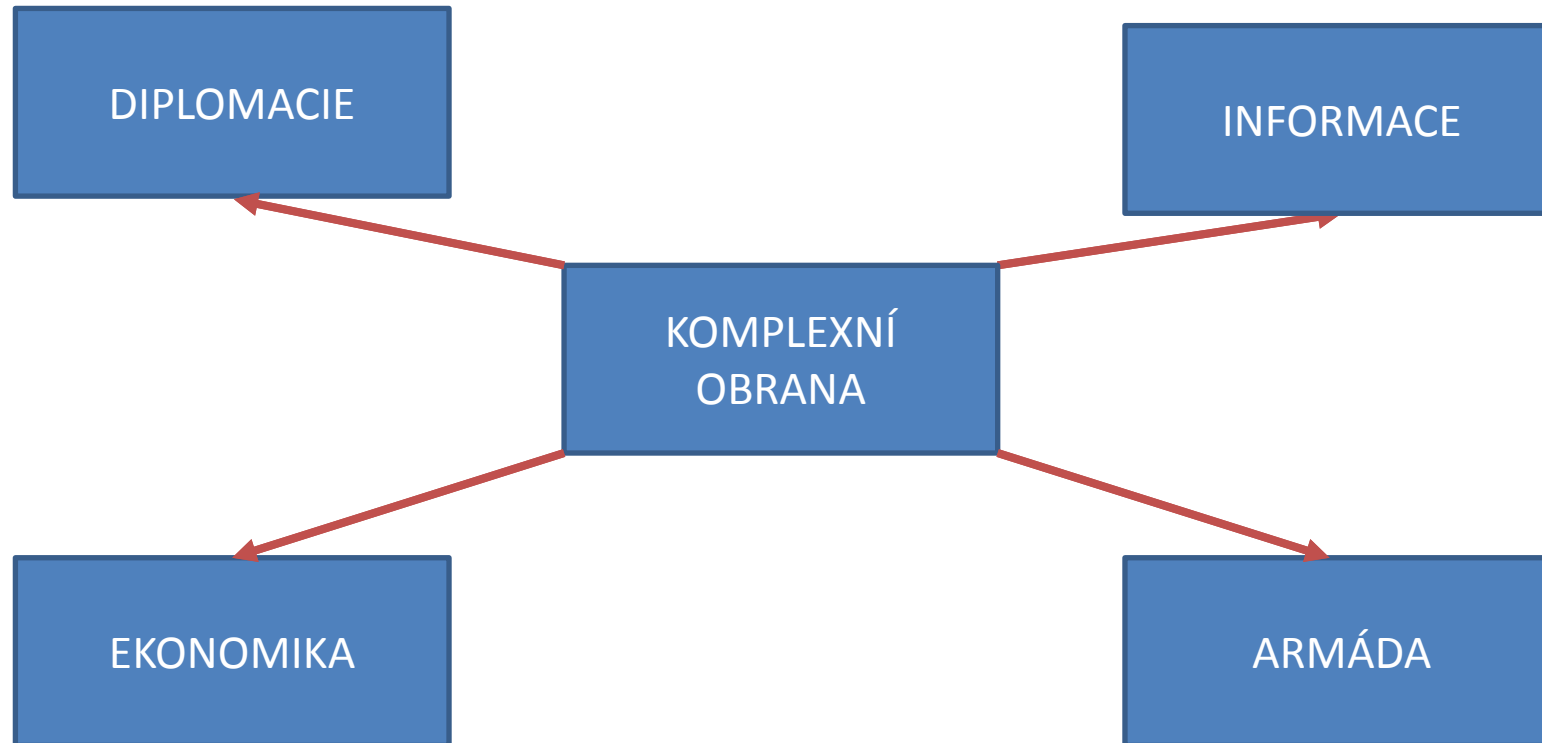 DIPLOMACIE
INFORMACE
KOMPLEXNÍ
OBRANA
EKONOMIKA
ARMÁDA